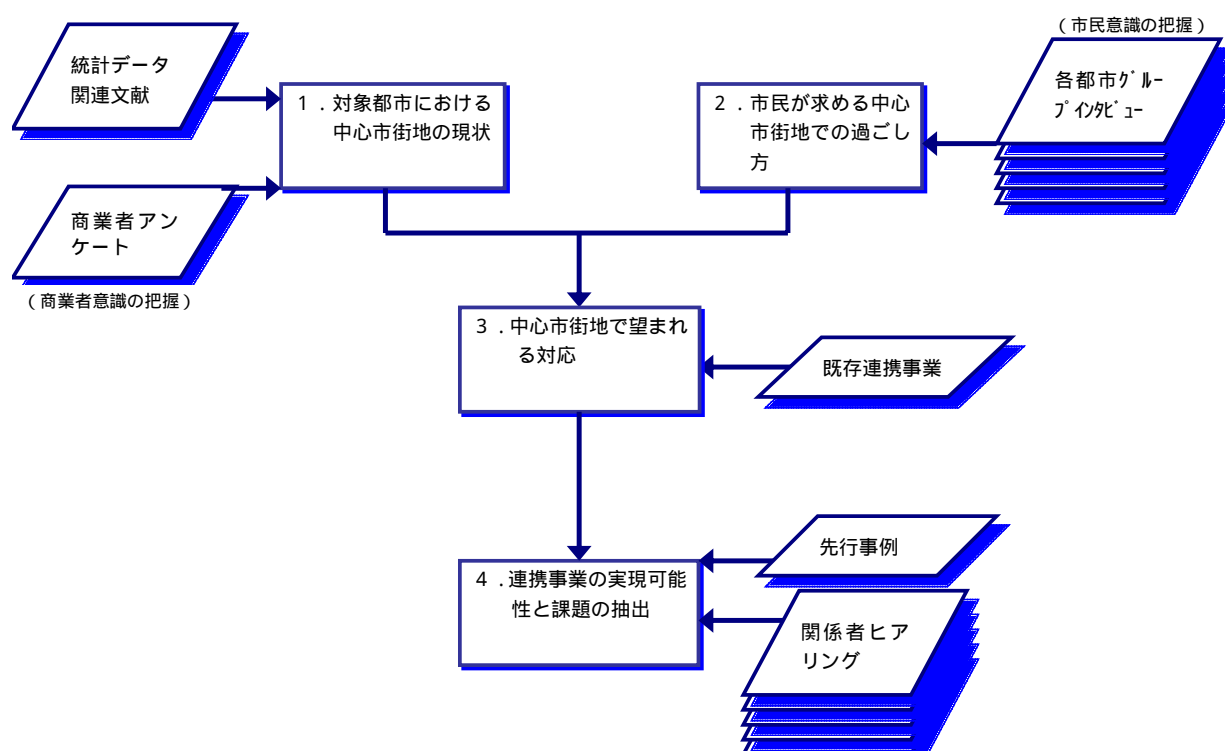 (市民意識の把握)
統計データ
関連文献
各都市グルー
プインタビュー
1．対象都市における
中心市街地の現状
2．市民が求める中心
市街地での過ごし
方
商業者アン
ケート
(商業者意識の把握)
3．中心市街地で望まれ
る対応
既存連携事業
先行事例
4．連携事業の実現可能
性と課題の抽出
関係者ヒア
リング